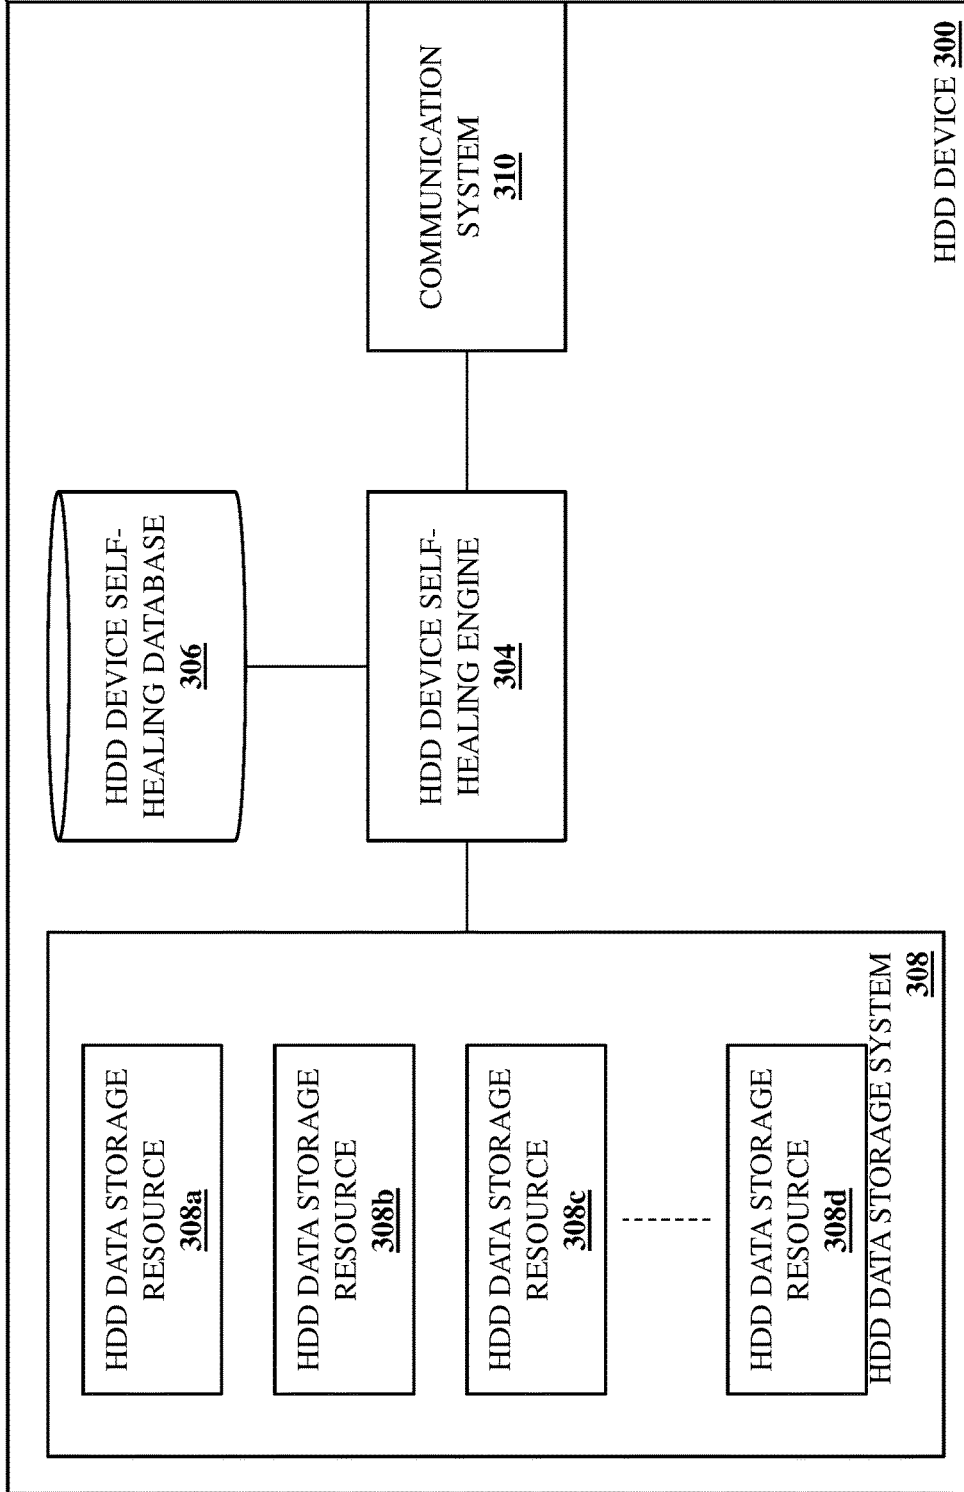 HDD DATA STORAGE
RESOURCE
308a
HDD DATA STORAGE
RESOURCE
308b
HDD DATA STORAGE
RESOURCE
308c
HDD DATA STORAGE
RESOURCE
308d
HDD DATA STORAGE SYSTEM
308
HDD DEVICE SELF-
HEALING DATABASE
306
HDD DEVICE SELF-
HEALING ENGINE
304
COMMUNICATION
SYSTEM
310
HDD DEVICE 300